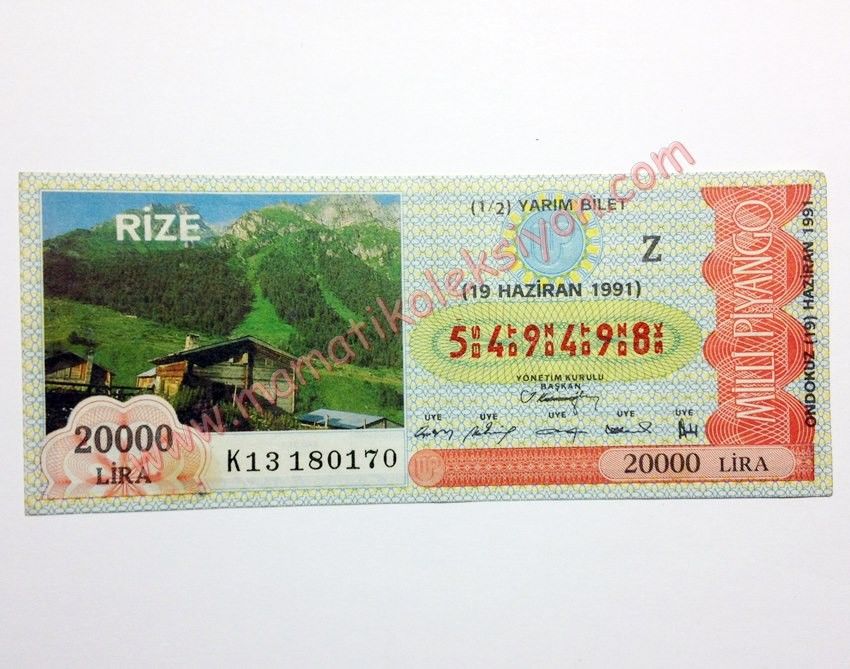 RİZE
20000
LİRA
K13 180170
(1/2) YARIM BİLET
Z
(19 HAZİRAN 1991)
549498
YÖNETİM KURULU
BAŞKAN
ÜYE ÜYE ÜYE ÜYE ÜYE
20000 LİRA
MİLLİ PİYANGO
ONDOKUZ (19) HAZİRAN 1991
www.mamatikoleksiyon.com